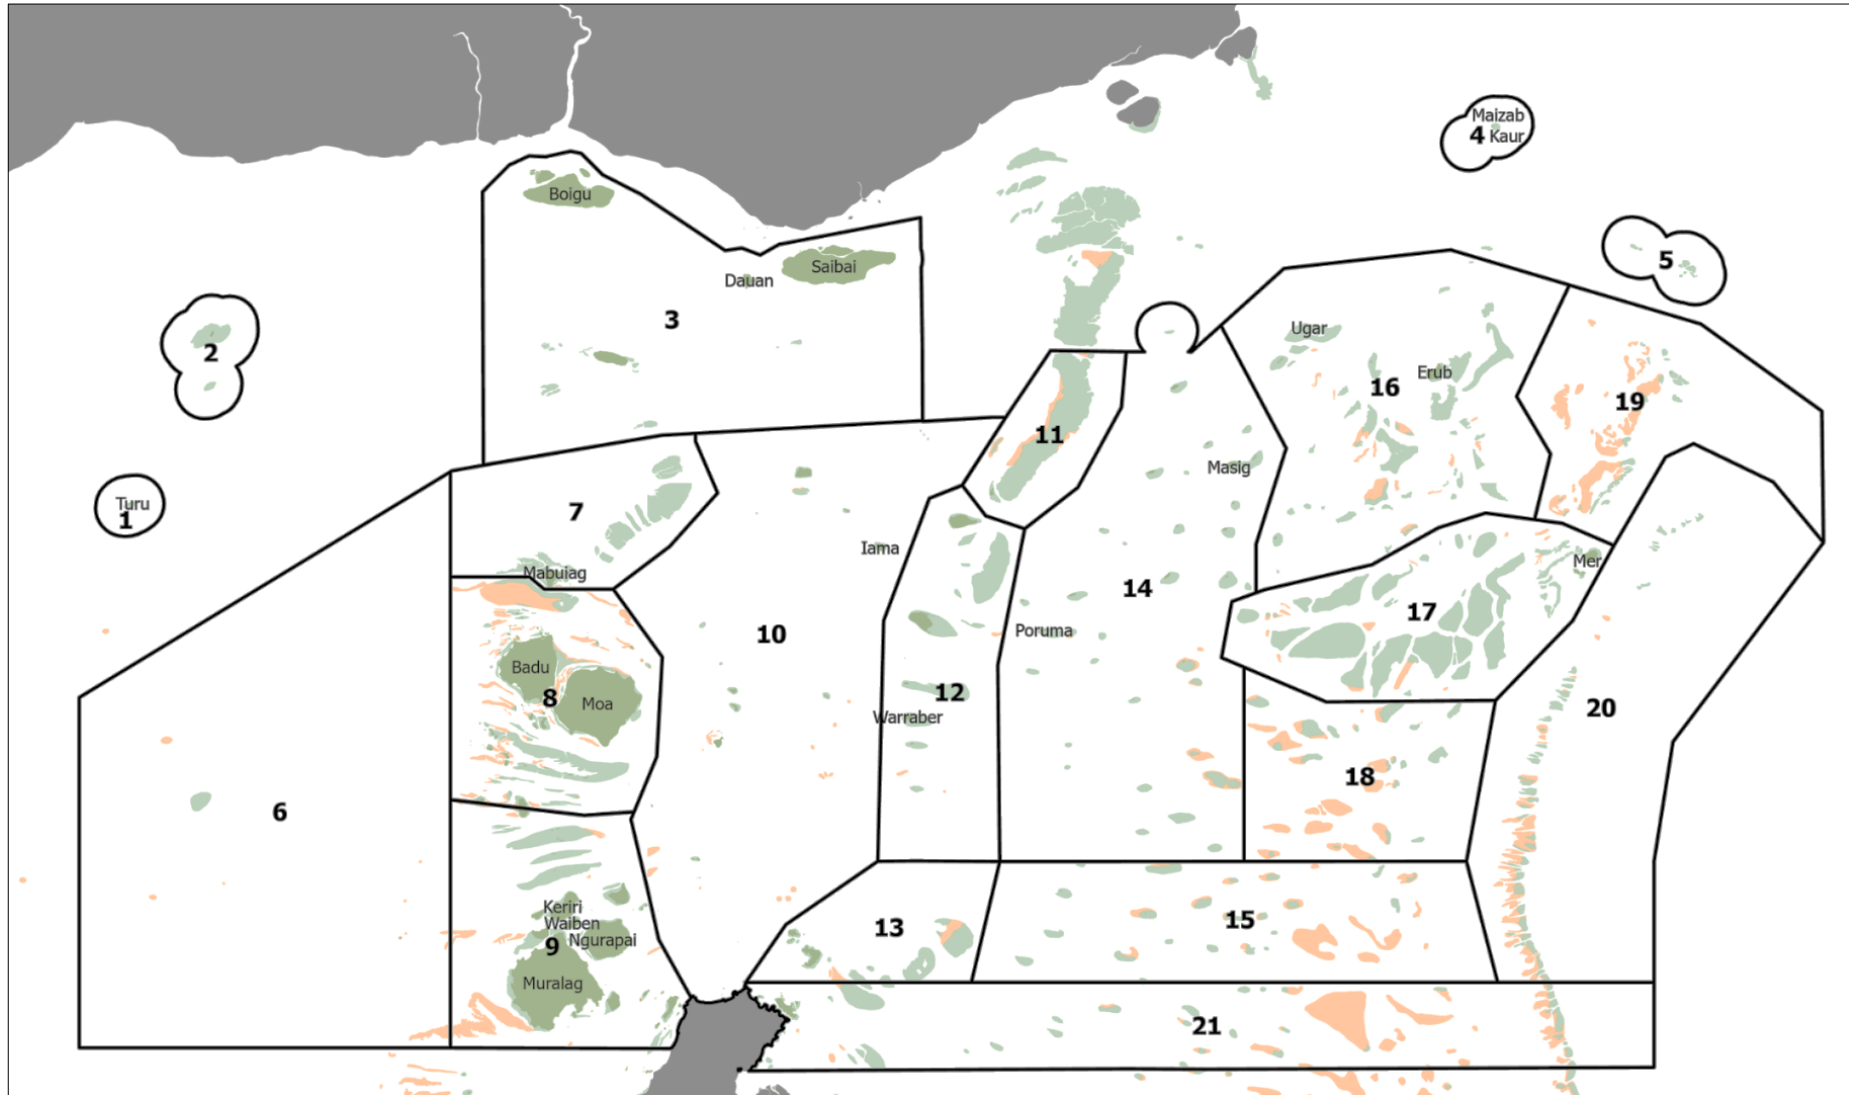 Maizab
4 Kaur
Boigu
5
Saibai
Dauan
3
Ugar
2
Erub
16
19
11
Masig
Turu
1
7
Iama
Mer
Mabuiag
14
17
10
Poruma
Badu
8
Moa
12
20
Warraber
18
6
Keriri
Waiben
15
13
9 Ngurapai
Muralag
21